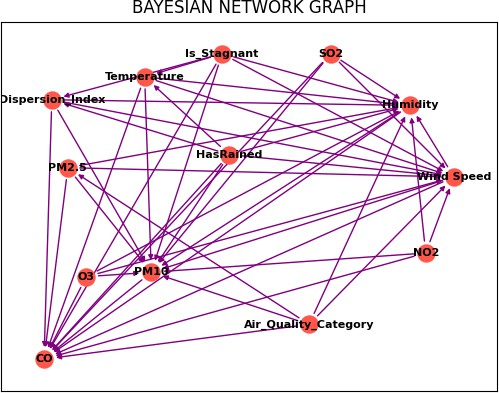 BAYESIAN NETWORK GRAPH
Is_Stagnant
SO2
Temperature
Dispersion_Index
Humidity
HasRained
PM2.5
Wind Speed
NO2
O3
PM10
Air_Quality_Category
CO